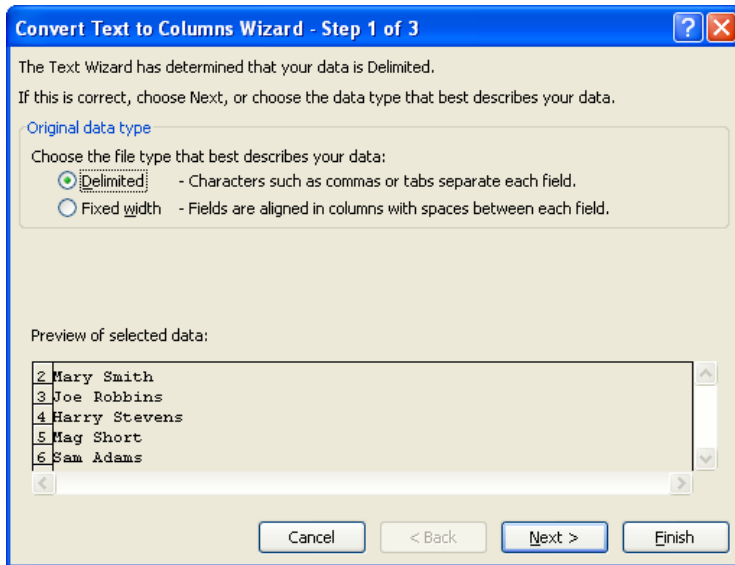 Convert Text to Columns Wizard - Step 1 of 3
The Text Wizard has determined that your data is Delimited.
If this is correct, choose Next, or choose the data type that best describes your data.
Original data type
Choose the file type that best describes your data:
Delimited - Characters such as commas or tabs separate each field.
Fixed width - Fields are aligned in columns with spaces between each field.
Preview of selected data:
2 Mary Smith
3 Joe Robbins
4 Harry Stevens
5 Mag Short
6 Sam Adams
Cancel < Back Next > Finish